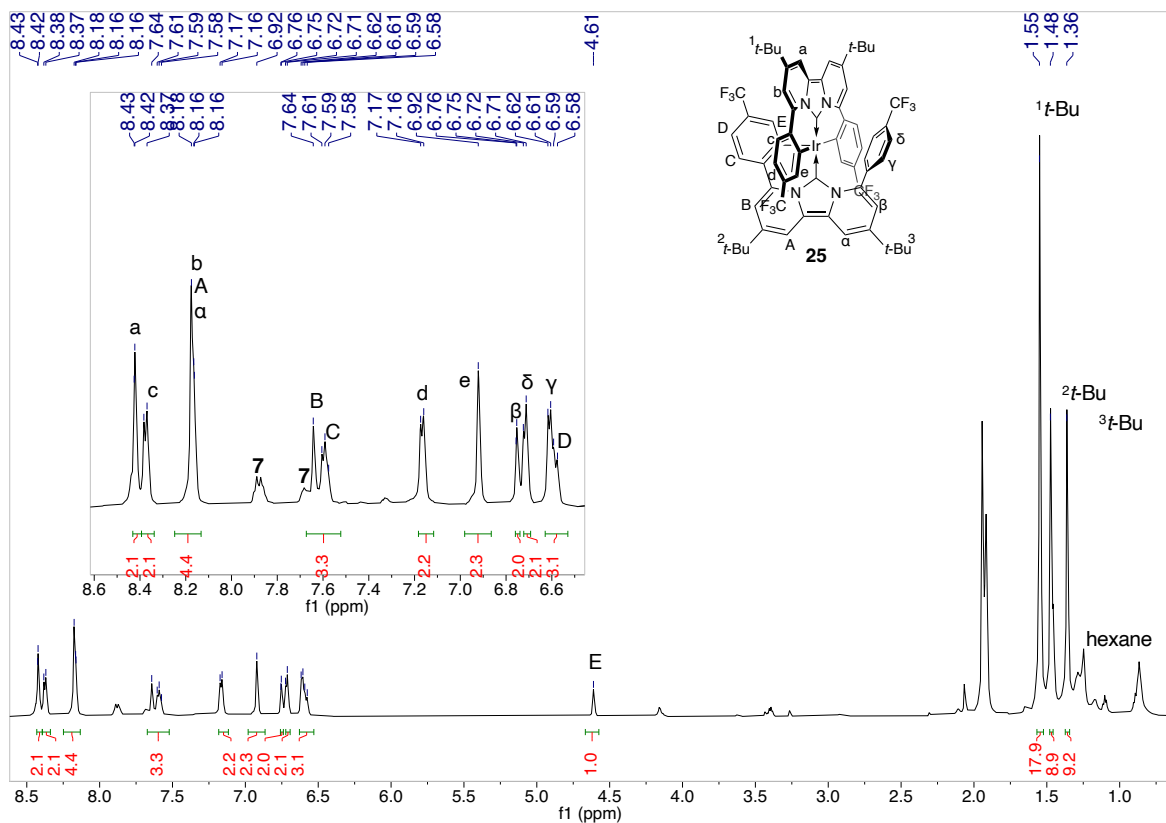 8.43 8.42 8.38 8.37 8.18 8.16 8.16 7.64 7.61 7.59 7.58 7.17 7.16 6.92 6.76 6.75 6.72 6.71 6.62 6.61 6.59 6.58 4.61 1.55 1.48 1.36
8.43 8.42 8.37 8.18 8.16 8.16 7.64 7.61 7.59 7.58 7.17 7.16 6.92 6.76 6.75 6.72 6.71 6.62 6.61 6.59 6.58
¹t-Bu a t-Bu
b
F₃C N N CF₃
D E δ
C c Ir γ
d e
F₃C N N CF₃
B β
²t-Bu A α t-Bu³
25
¹t-Bu
²t-Bu
³t-Bu
hexane
b
A
α
a
c
7
7
B
C
d
e
β
δ
γ
D
2.1 2.1 4.4 3.3 2.2 2.3 2.0 2.1 3.1
8.6 8.4 8.2 8.0 7.8 7.6 7.4 7.2 7.0 6.8 6.6
f1 (ppm)
E
2.1 2.1 4.4 3.3 2.2 2.3 2.0 2.1 3.1 1.0 17.9 8.9 9.2
8.5 8.0 7.5 7.0 6.5 6.0 5.5 5.0 4.5 4.0 3.5 3.0 2.5 2.0 1.5 1.0
f1 (ppm)